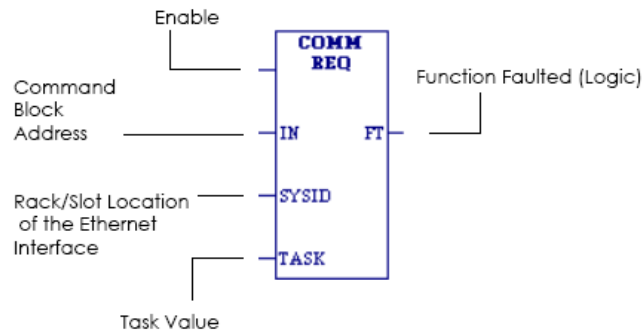 Enable
COMM
REQ
Function Faulted (Logic)
Command
Block
Address
IN
FT
Rack/Slot Location
of the Ethernet
Interface
SYSID
TASK
Task Value